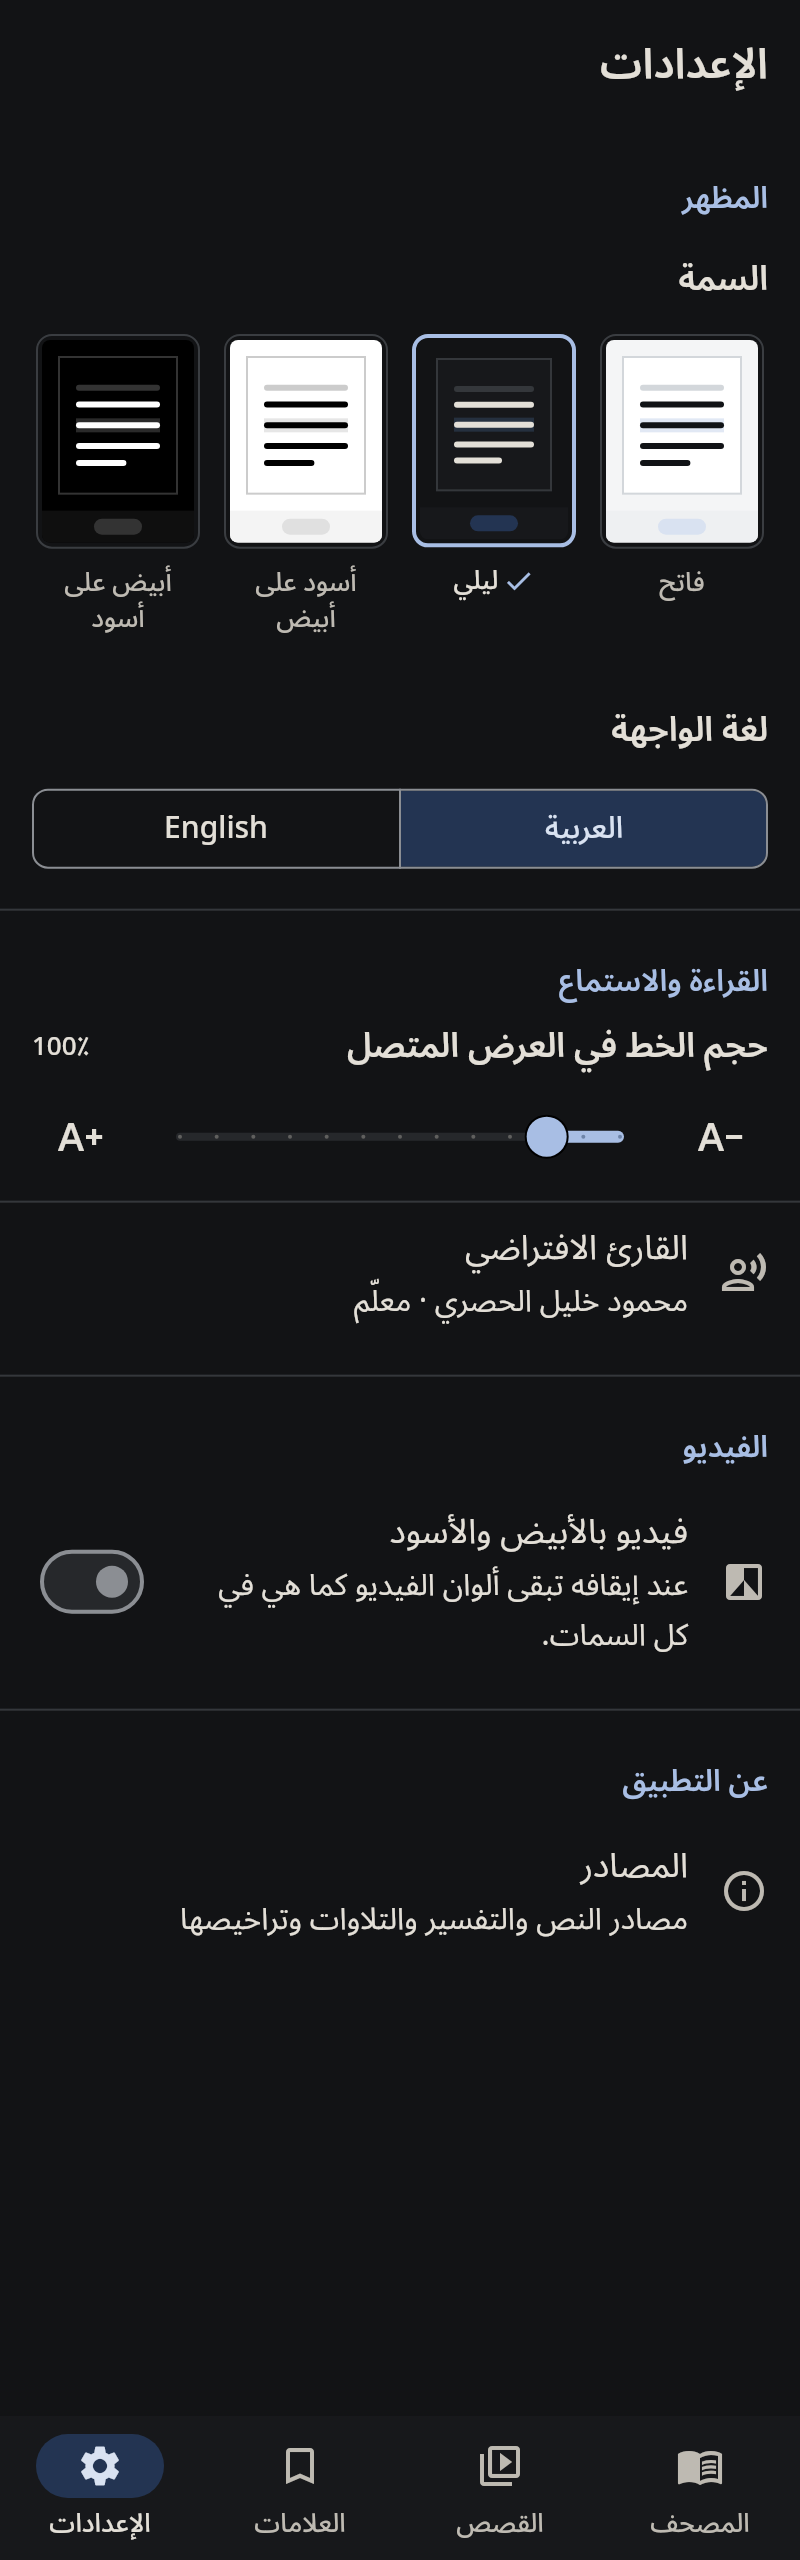 الإعدادات
المظهر
السمة
فاتح
ليلي
أسود على
أبيض
أبيض على
أسود
لغة الواجهة
العربية
English
القراءة والاستماع
حجم الخط في العرض المتصل
100٪
A−
A+
القارئ الافتراضي
محمود خليل الحصري · معلّم
الفيديو
فيديو بالأبيض والأسود
عند إيقافه تبقى ألوان الفيديو كما هي في
كل السمات.
عن التطبيق
المصادر
مصادر النص والتفسير والتلاوات وتراخيصها
المصحف
القصص
العلامات
الإعدادات